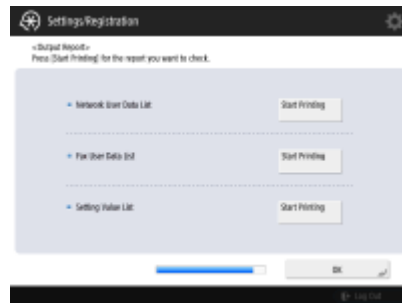 Settings/Registration
<Output Report>
Press [Start Printing] for the report you want to check.
Network User Data List
Start Printing
Fax User Data List
Start Printing
Setting Value List
Start Printing
OK
Log Out